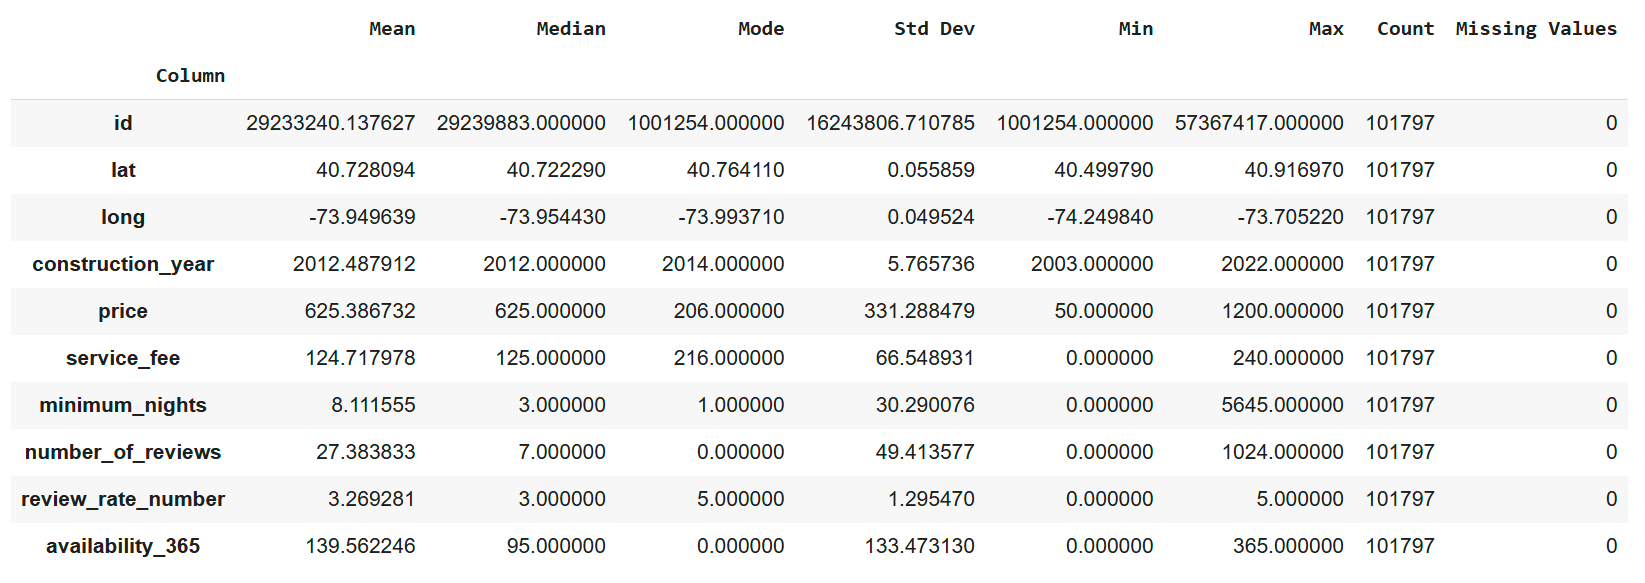 Mean Median Mode Std Dev Min Max Count Missing Values
Column
id 29233240.137627 29239883.000000 1001254.000000 16243806.710785 1001254.000000 57367417.000000 101797 0
lat 40.728094 40.722290 40.764110 0.055859 40.499790 40.916970 101797 0
long -73.949639 -73.954430 -73.993710 0.049524 -74.249840 -73.705220 101797 0
construction_year 2012.487912 2012.000000 2014.000000 5.765736 2003.000000 2022.000000 101797 0
price 625.386732 625.000000 206.000000 331.288479 50.000000 1200.000000 101797 0
service_fee 124.717978 125.000000 216.000000 66.548931 0.000000 240.000000 101797 0
minimum_nights 8.111555 3.000000 1.000000 30.290076 0.000000 5645.000000 101797 0
number_of_reviews 27.383833 7.000000 0.000000 49.413577 0.000000 1024.000000 101797 0
review_rate_number 3.269281 3.000000 5.000000 1.295470 0.000000 5.000000 101797 0
availability_365 139.562246 95.000000 0.000000 133.473130 0.000000 365.000000 101797 0